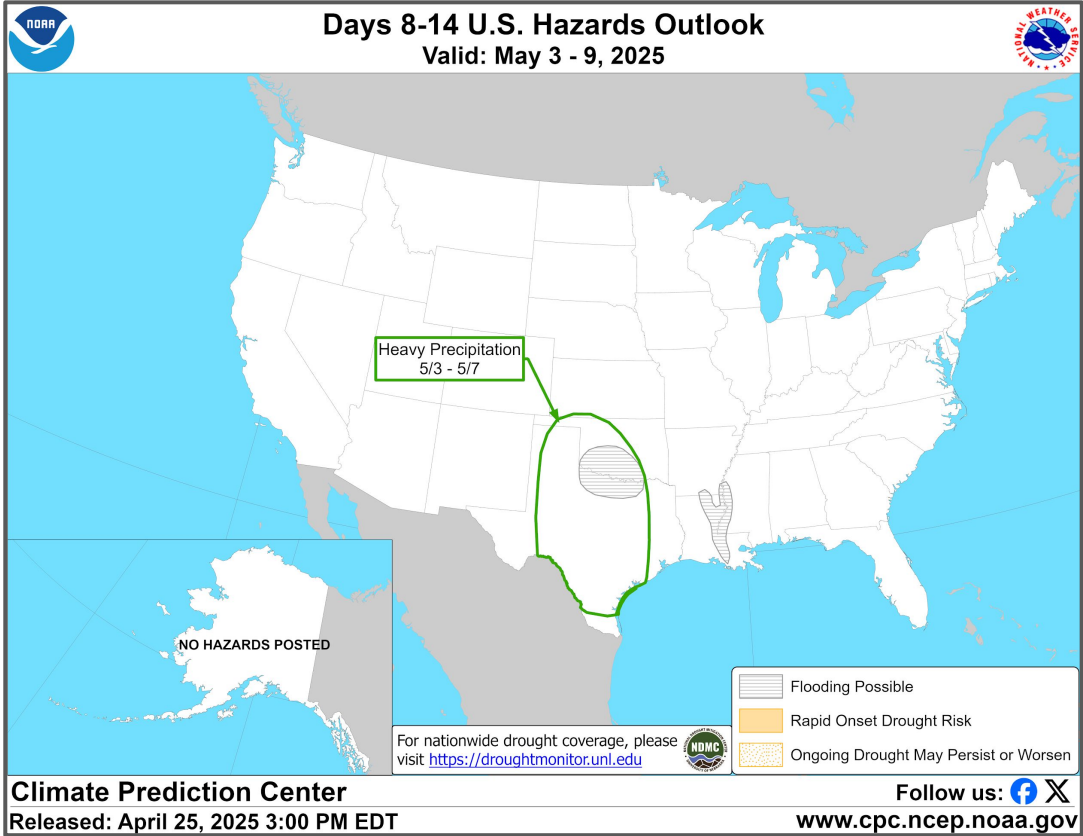 NOAA
Days 8-14 U.S. Hazards Outlook
Valid: May 3 - 9, 2025
NATIONAL WEATHER SERVICE
Heavy Precipitation
5/3 - 5/7
NO HAZARDS POSTED
For nationwide drought coverage, please
visit https://droughtmonitor.unl.edu
NDMC
Flooding Possible
Rapid Onset Drought Risk
Ongoing Drought May Persist or Worsen
Climate Prediction Center
Released: April 25, 2025 3:00 PM EDT
Follow us:
www.cpc.ncep.noaa.gov